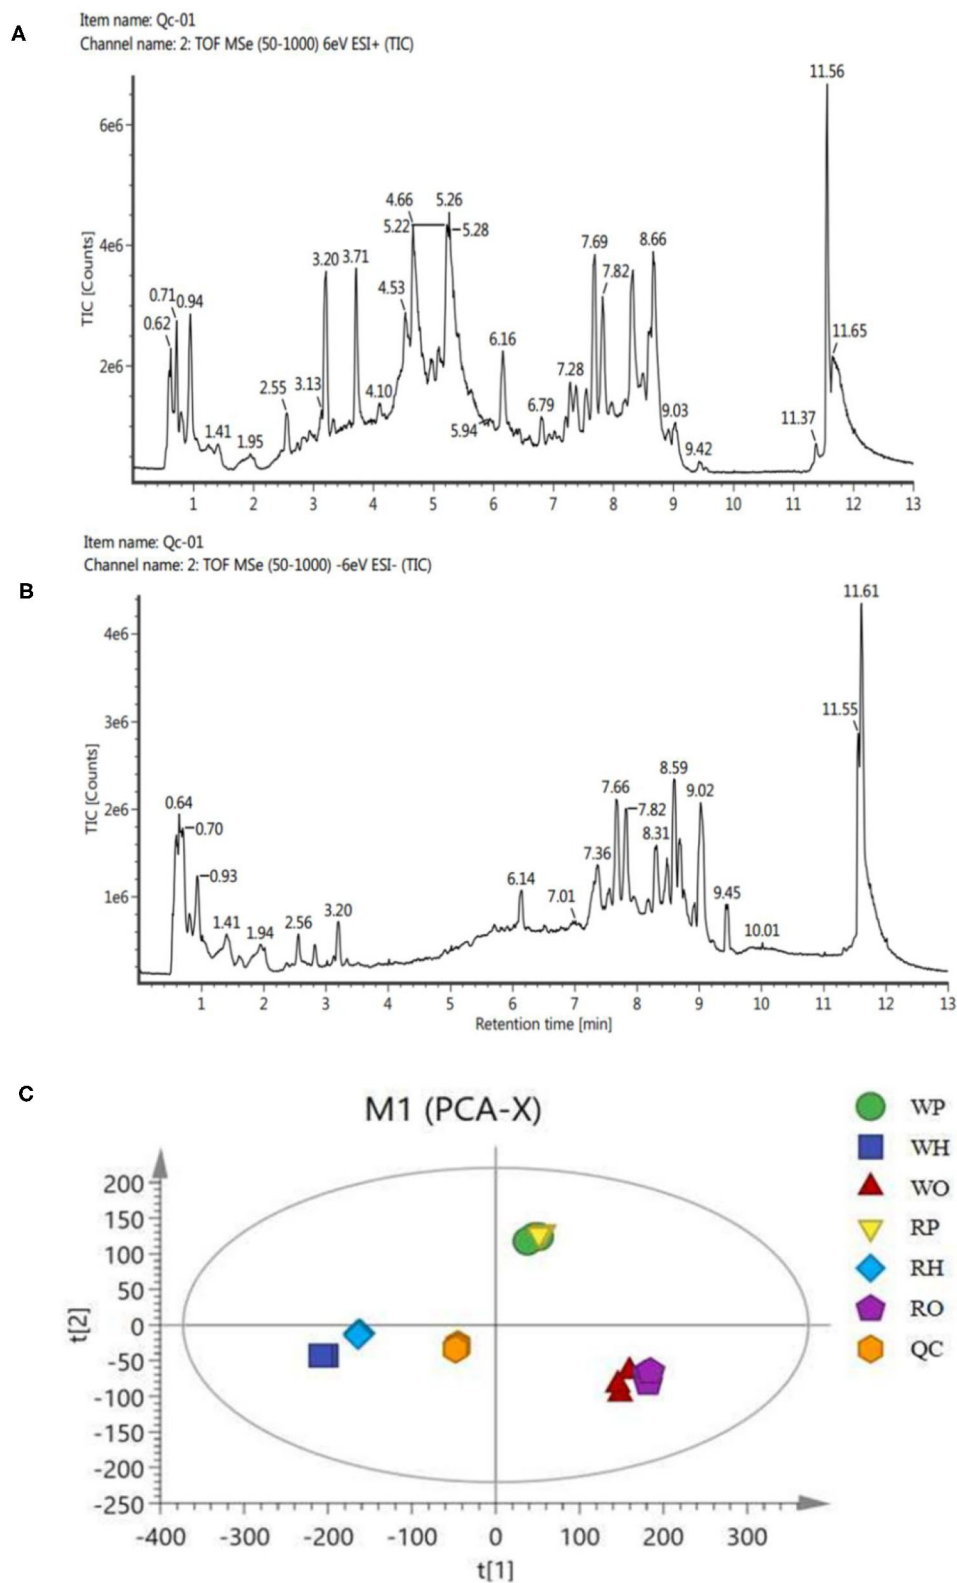 A
Item name: Qc-01
Channel name: 2: TOF MSe (50-1000) 6eV ESI+ (TIC)
11.56
6e6
4.66
5.26
5.22
5.28
4e6
7.69
8.66
3.20
3.71
7.82
4.53
0.71
0.94
0.62
11.65
6.16
2e6
7.28
2.55
3.13
4.10
6.79
9.03
11.37
5.94
1.41
1.95
9.42
TIC [Counts]
1 2 3 4 5 6 7 8 9 10 11 12 13
B
Item name: Qc-01
Channel name: 2: TOF MSe (50-1000) -6eV ESI- (TIC)
11.61
4e6
3e6
11.55
8.59
7.66
9.02
2e6
0.64
7.82
0.70
8.31
7.36
0.93
6.14
7.01
9.45
1e6
1.41
1.94
2.56
3.20
10.01
TIC [Counts]
1 2 3 4 5 6 7 8 9 10 11 12 13
Retention time [min]
C
M1 (PCA-X)
WP
WH
WO
RP
RH
RO
QC
200
150
100
50
0
-50
-100
-150
-200
-250
t[2]
-400 -300 -200 -100 0 100 200 300
t[1]